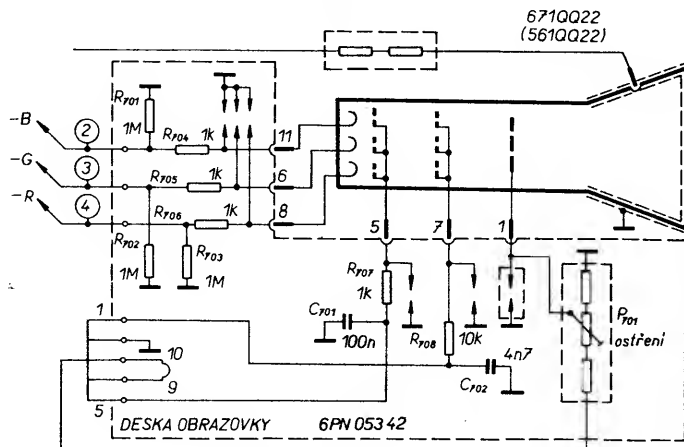 671QQ22
(561QQ22)
R701
1M
-B
2
R704
1k
11
-G
3
R705
1k
6
-R
4
R706
1k
8
R702
1M
R703
1M
5
7
1
R707
1k
C701
100n
R708
10k
4n7
C702
P701
ostření
1
10
9
5
DESKA OBRAZOVKY 6PN 053 42